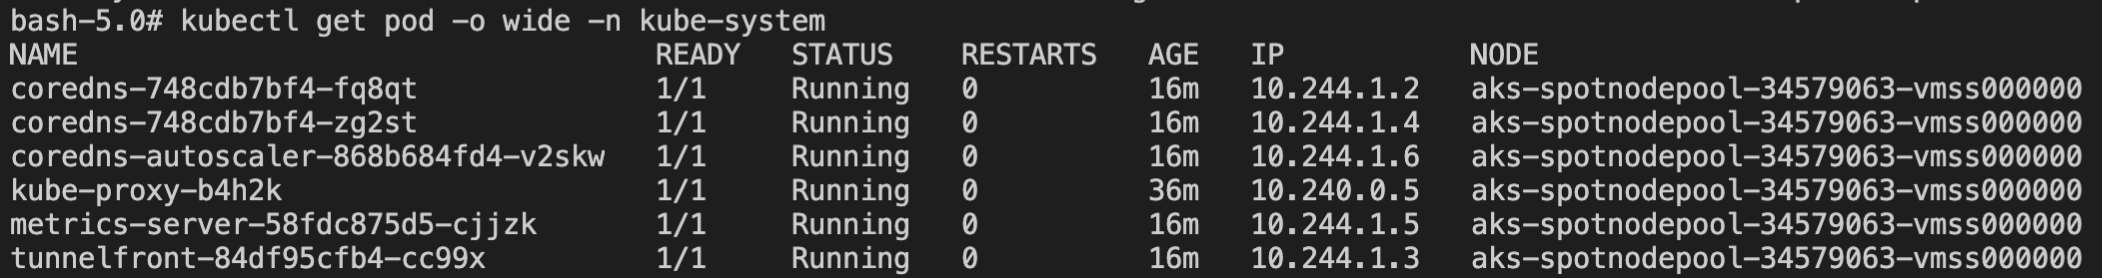 bash-5.0# kubectl get pod -o wide -n kube-system
NAME READY STATUS RESTARTS AGE IP NODE
coredns-748cdb7bf4-fq8qt 1/1 Running 0 16m 10.244.1.2 aks-spotnodepool-34579063-vmss000000
coredns-748cdb7bf4-zg2st 1/1 Running 0 16m 10.244.1.4 aks-spotnodepool-34579063-vmss000000
coredns-autoscaler-868b684fd4-v2skw 1/1 Running 0 16m 10.244.1.6 aks-spotnodepool-34579063-vmss000000
kube-proxy-b4h2k 1/1 Running 0 36m 10.240.0.5 aks-spotnodepool-34579063-vmss000000
metrics-server-58fdc875d5-cjjzk 1/1 Running 0 16m 10.244.1.5 aks-spotnodepool-34579063-vmss000000
tunnelfront-84df95cfb4-cc99x 1/1 Running 0 16m 10.244.1.3 aks-spotnodepool-34579063-vmss000000